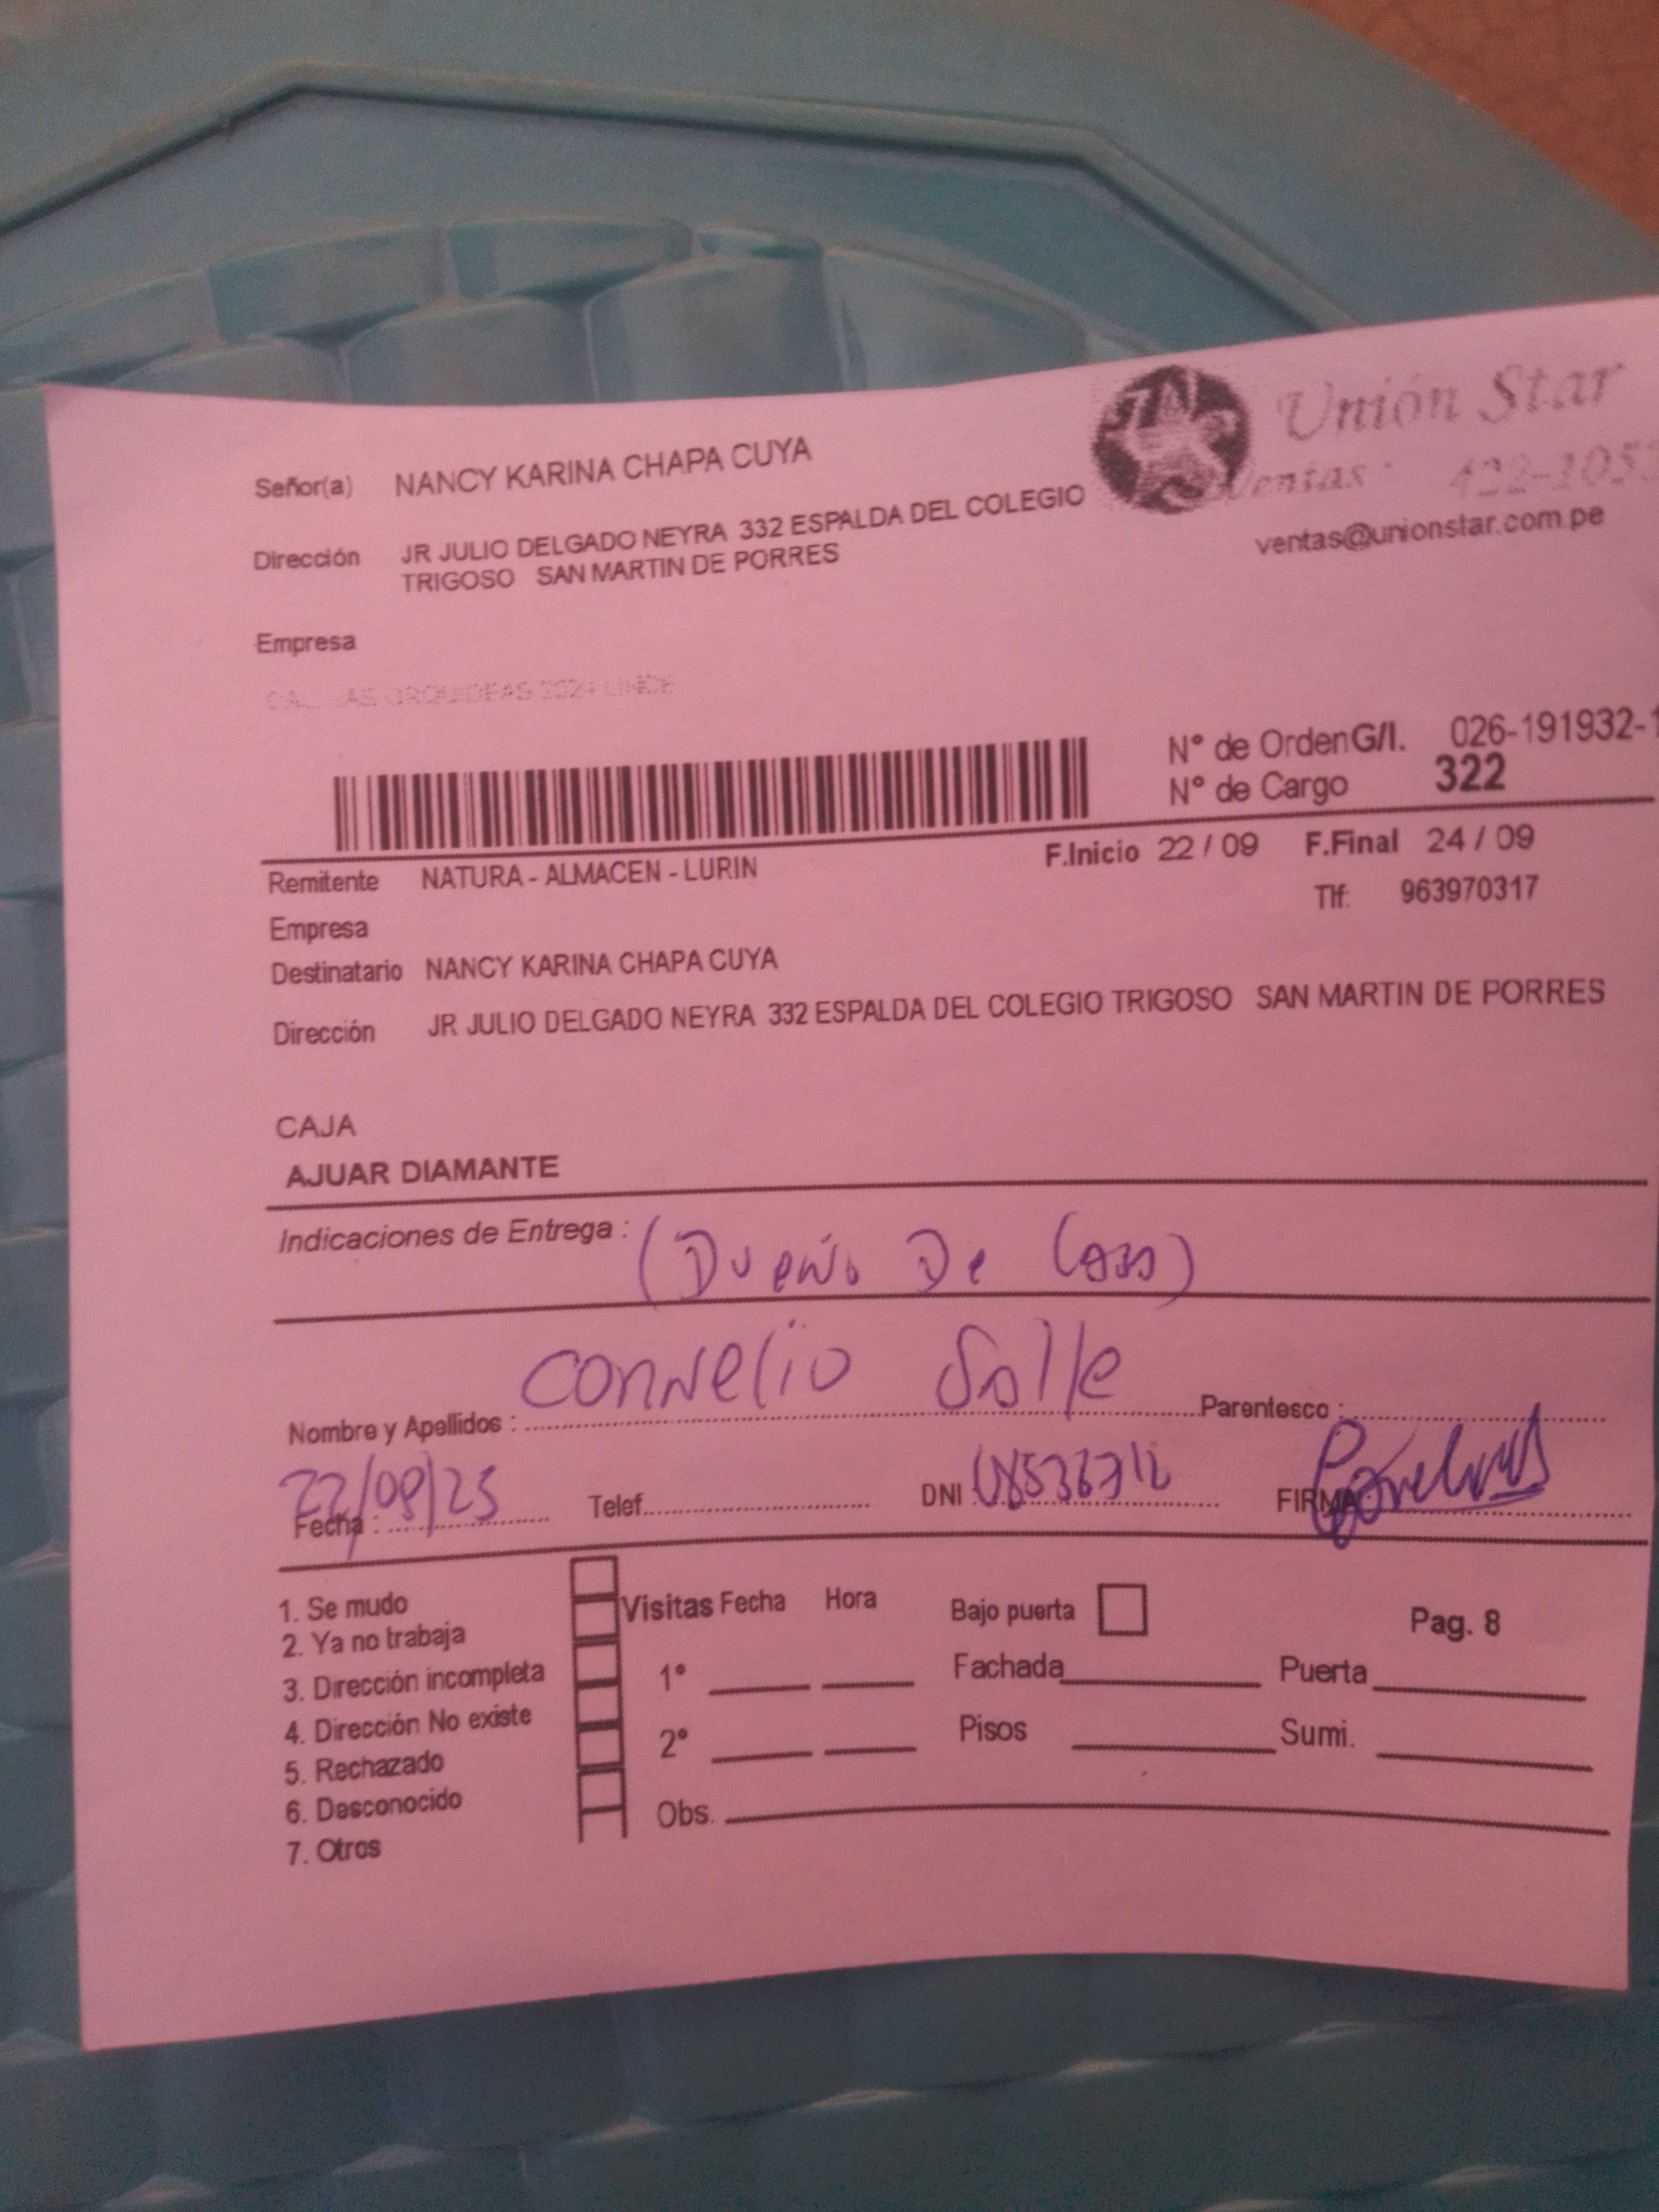 Unión Star
Señor(a) NANCY KARINA CHAPA CUYA
Ventas : 422-105
Dirección JR JULIO DELGADO NEYRA 332 ESPALDA DEL COLEGIO
TRIGOSO SAN MARTIN DE PORRES
ventas@unionstar.com.pe
Empresa
CAL LAS ORQUIDEAS
N° de Orden G/I. 026-191932-1
N° de Cargo 322
Remitente NATURA - ALMACEN - LURIN F.Inicio 22 / 09 F.Final 24 / 09
Empresa Tlf: 963970317
Destinatario NANCY KARINA CHAPA CUYA
Dirección JR JULIO DELGADO NEYRA 332 ESPALDA DEL COLEGIO TRIGOSO SAN MARTIN DE PORRES
CAJA
AJUAR DIAMANTE
Indicaciones de Entrega : (Dueño De Casa)
Nombre y Apellidos : Cornelio Parentesco :
Fecha : 22/09/23 Telef. DNI FIRMA
1. Se mudo
2. Ya no trabaja
3. Dirección incompleta
4. Dirección No existe
5. Rechazado
6. Desconocido
7. Otros
Visitas Fecha Hora
1°
2°
Obs.
Bajo puerta Pag. 8
Fachada Puerta
Pisos Sumi.